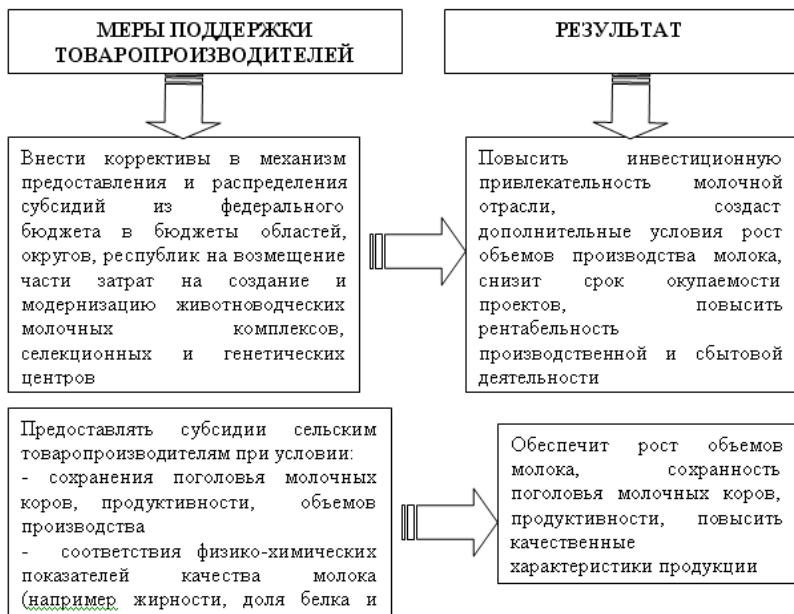 МЕРЫ ПОДДЕРЖКИ
ТОВАРОПРОИЗВОДИТЕЛЕЙ
РЕЗУЛЬТАТ
Внести коррективы в механизм
предоставления и распределения
субсидий из федерального
бюджета в бюджеты областей,
округов, республик на возмещение
части затрат на создание и
модернизацию животноводческих
молочных комплексов,
селекционных и генетических
центров
Повысить инвестиционную
привлекательность молочной
отрасли, создаст
дополнительные условия рост
объемов производства молока,
снизит срок окупаемости
проектов, повысить
рентабельность
производственной и сбытовой
деятельности
Предоставлять субсидии сельским
товаропроизводителям при условии:
- сохранения поголовья молочных
коров, продуктивности, объемов
производства
- соответствия физико-химических
показателей качества молока
(например жирности, доля белка и
Обеспечит рост объемов
молока, сохранность
поголовья молочных коров,
продуктивности, повысить
качественные
характеристики продукции